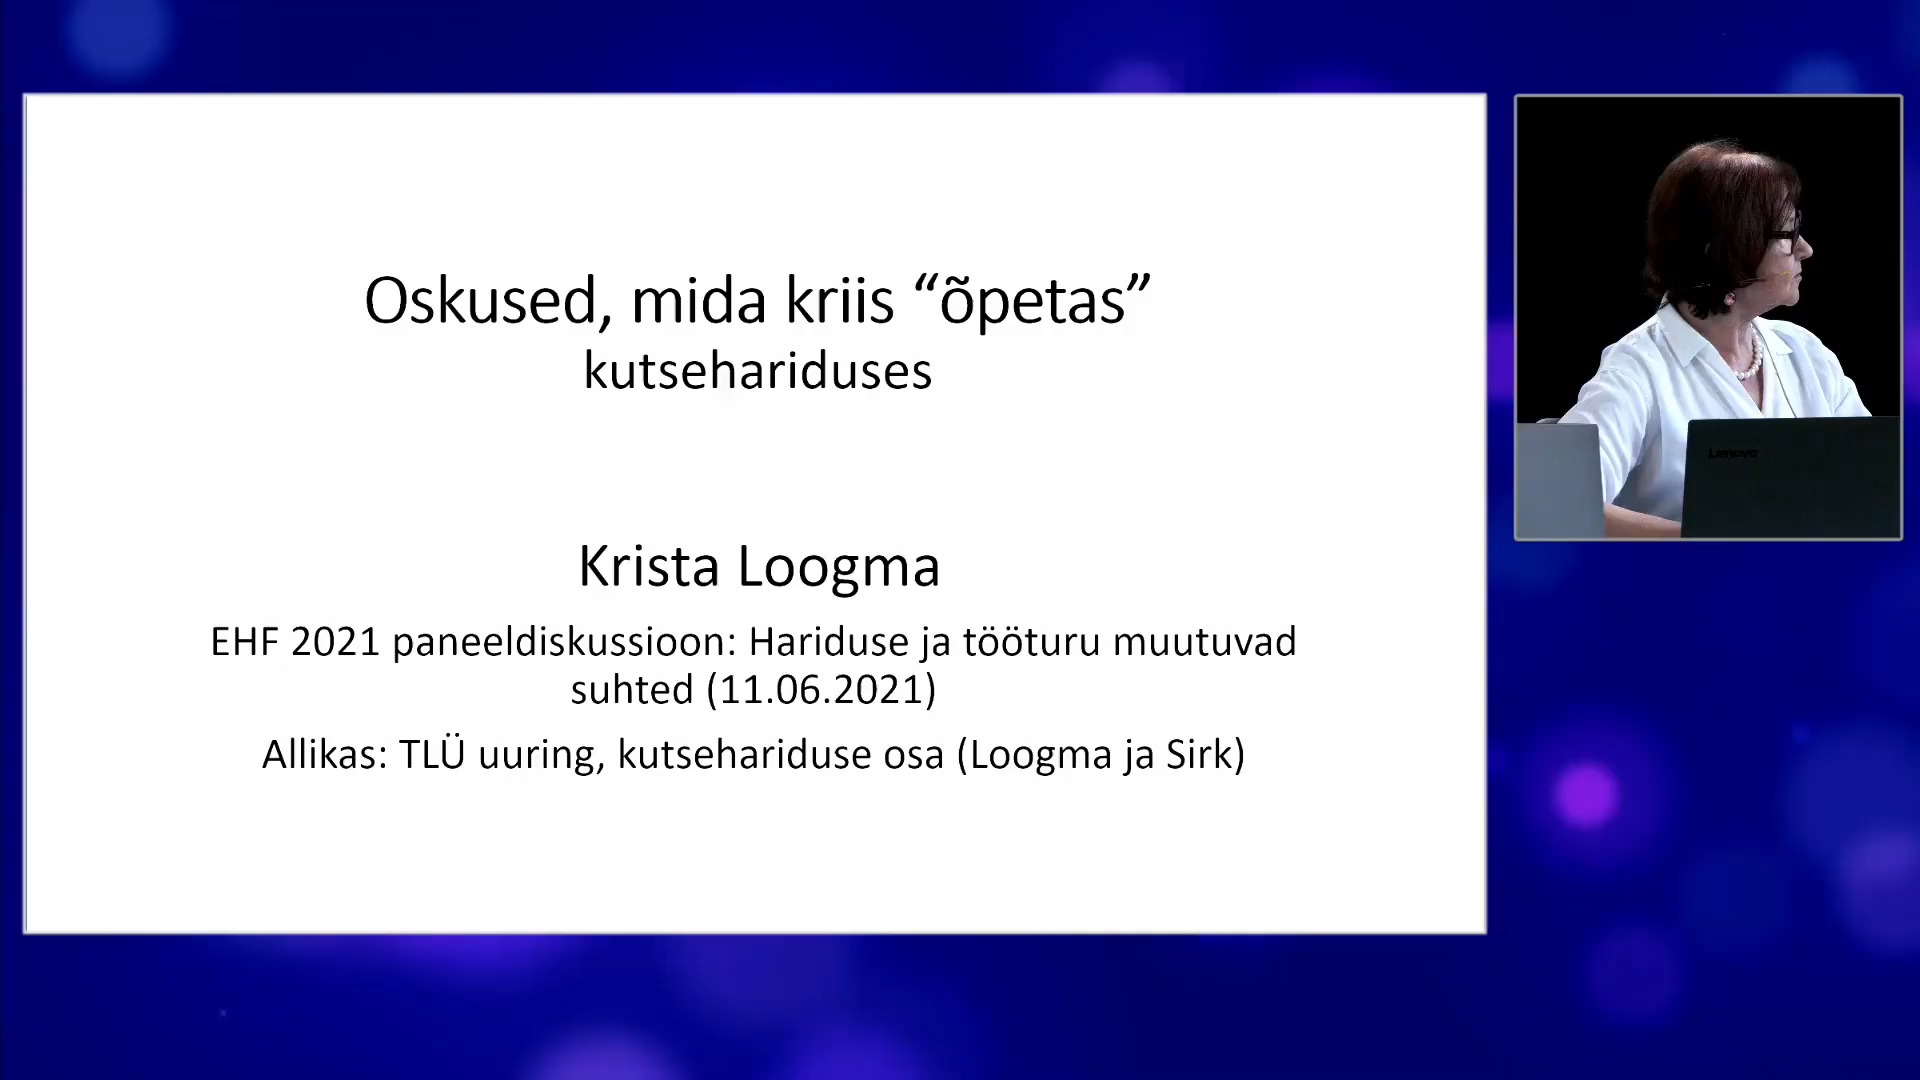 Oskused, mida kriis “õpetas”
kutsehariduses
Krista Loogma
EHF 2021 paneeldiskussioon: Hariduse ja tööturu muutuvad
suhted (11.06.2021)
Allikas: TLÜ uuring, kutsehariduse osa (Loogma ja Sirk)
Lenovo